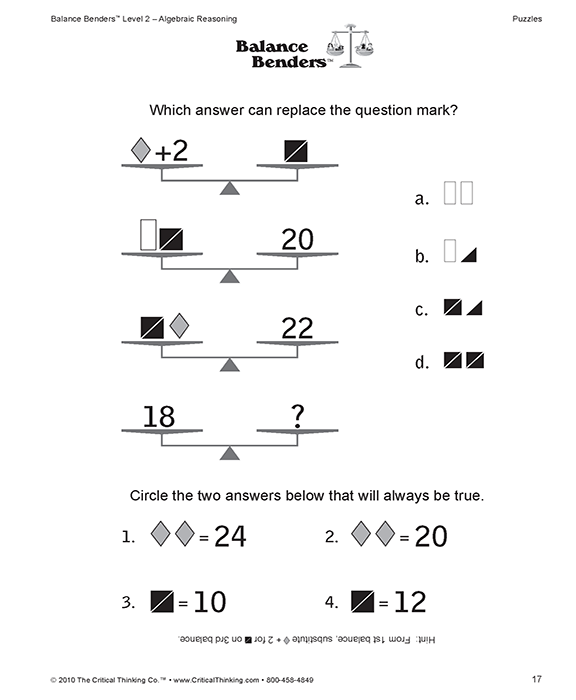 Balance Benders™ Level 2 – Algebraic Reasoning
Puzzles
Balance
Benders™
Which answer can replace the question mark?
+2
a.
20
b.
22
c.
d.
18 ?
Circle the two answers below that will always be true.
1. = 24 2. = 20
3. = 10 4. = 12
Hint: From 1st balance, substitute + 2 for on 3rd balance.
© 2010 The Critical Thinking Co.™ • www.CriticalThinking.com • 800-458-4849
17